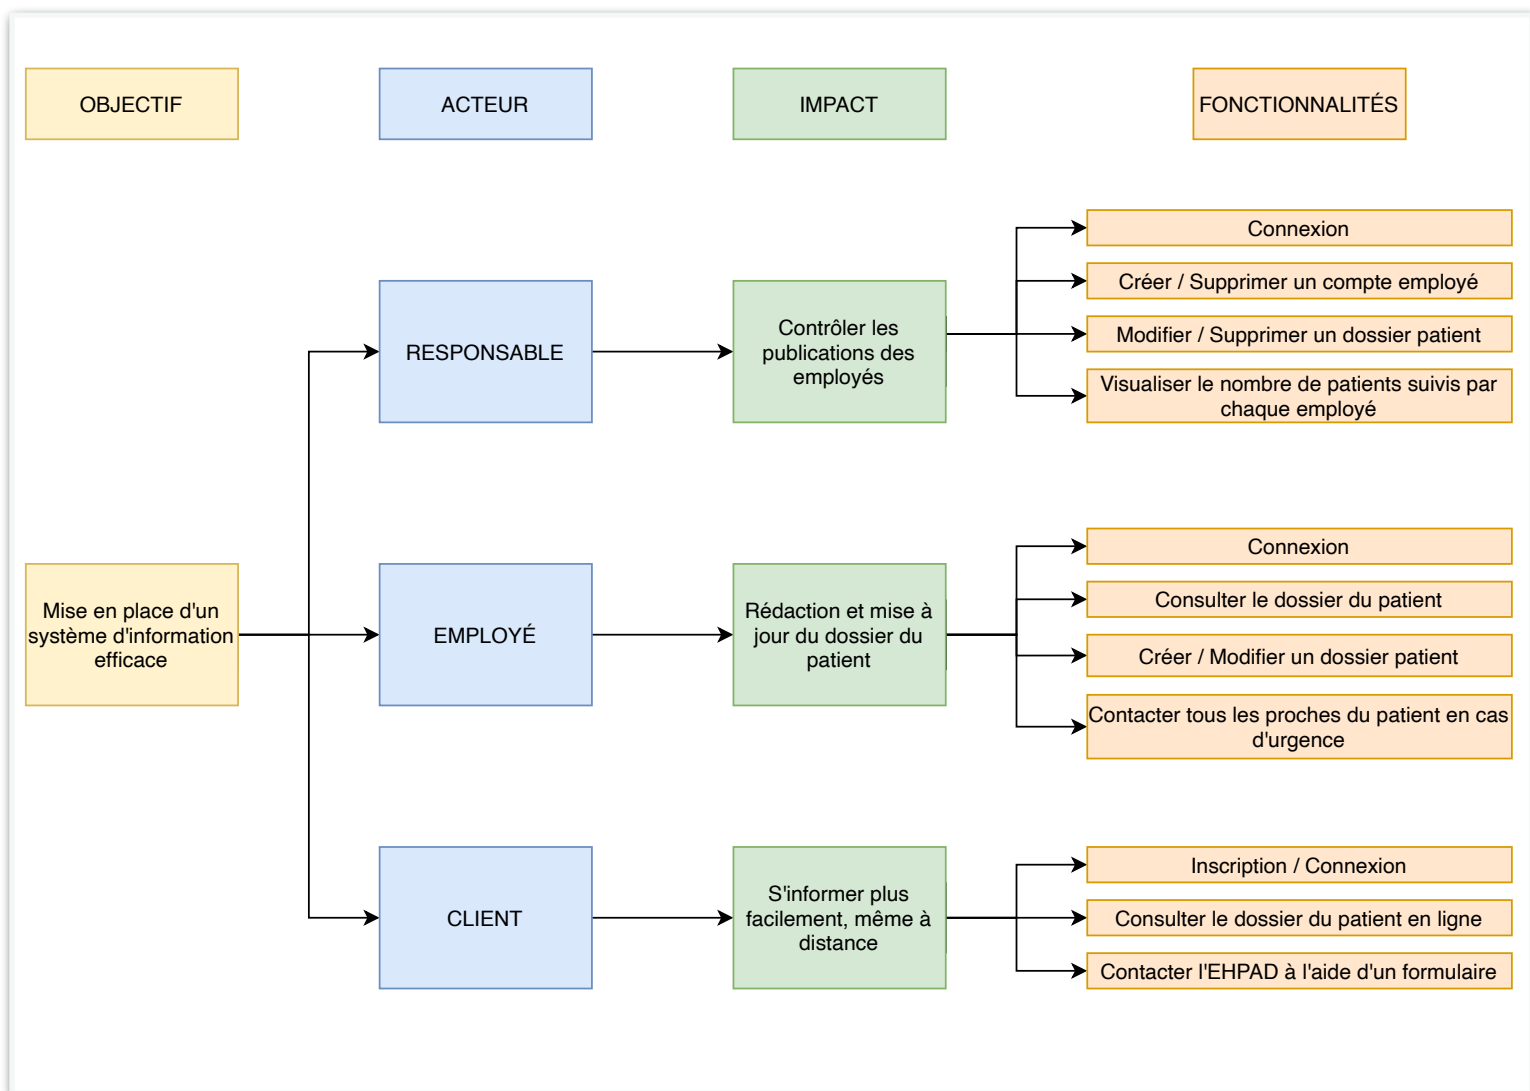 OBJECTIF
ACTEUR
IMPACT
FONCTIONNALITÉS
Connexion
Créer / Supprimer un compte employé
Modifier / Supprimer un dossier patient
Visualiser le nombre de patients suivis par
chaque employé
RESPONSABLE
Contrôler les
publications des
employés
Connexion
Consulter le dossier du patient
Créer / Modifier un dossier patient
Contacter tous les proches du patient en cas
d'urgence
Mise en place d'un
système d'information
efficace
EMPLOYÉ
Rédaction et mise à
jour du dossier du
patient
Inscription / Connexion
Consulter le dossier du patient en ligne
Contacter l'EHPAD à l'aide d'un formulaire
CLIENT
S'informer plus
facilement, même à
distance